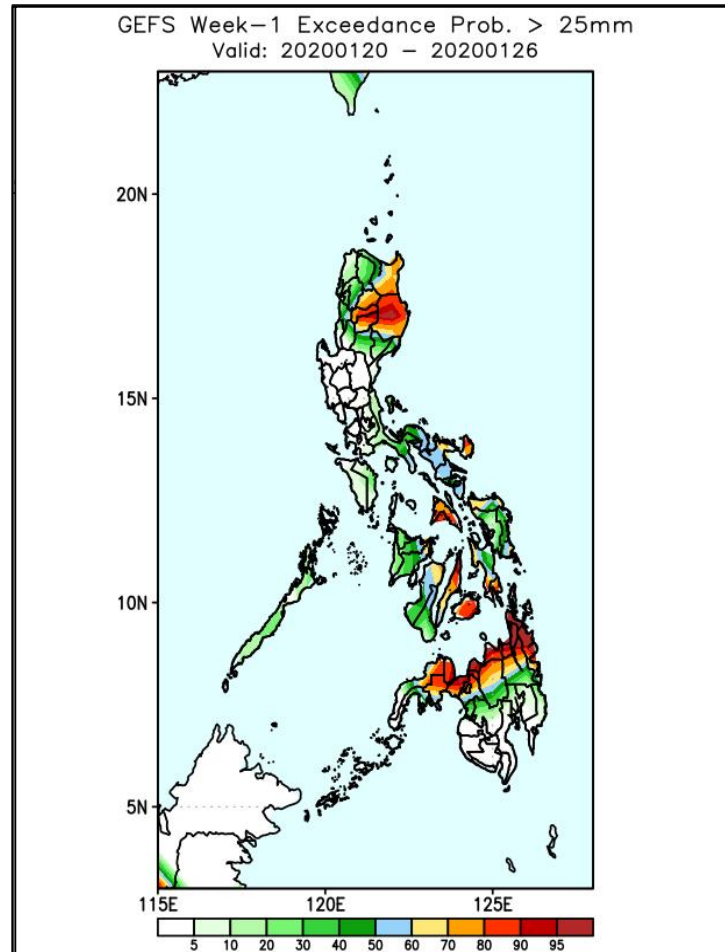 GEFS Week-1 Exceedance Prob. > 25mm
Valid: 20200120 - 20200126
20N
15N
10N
5N
115E 120E 125E
5 10 20 30 40 50 60 70 80 90 95